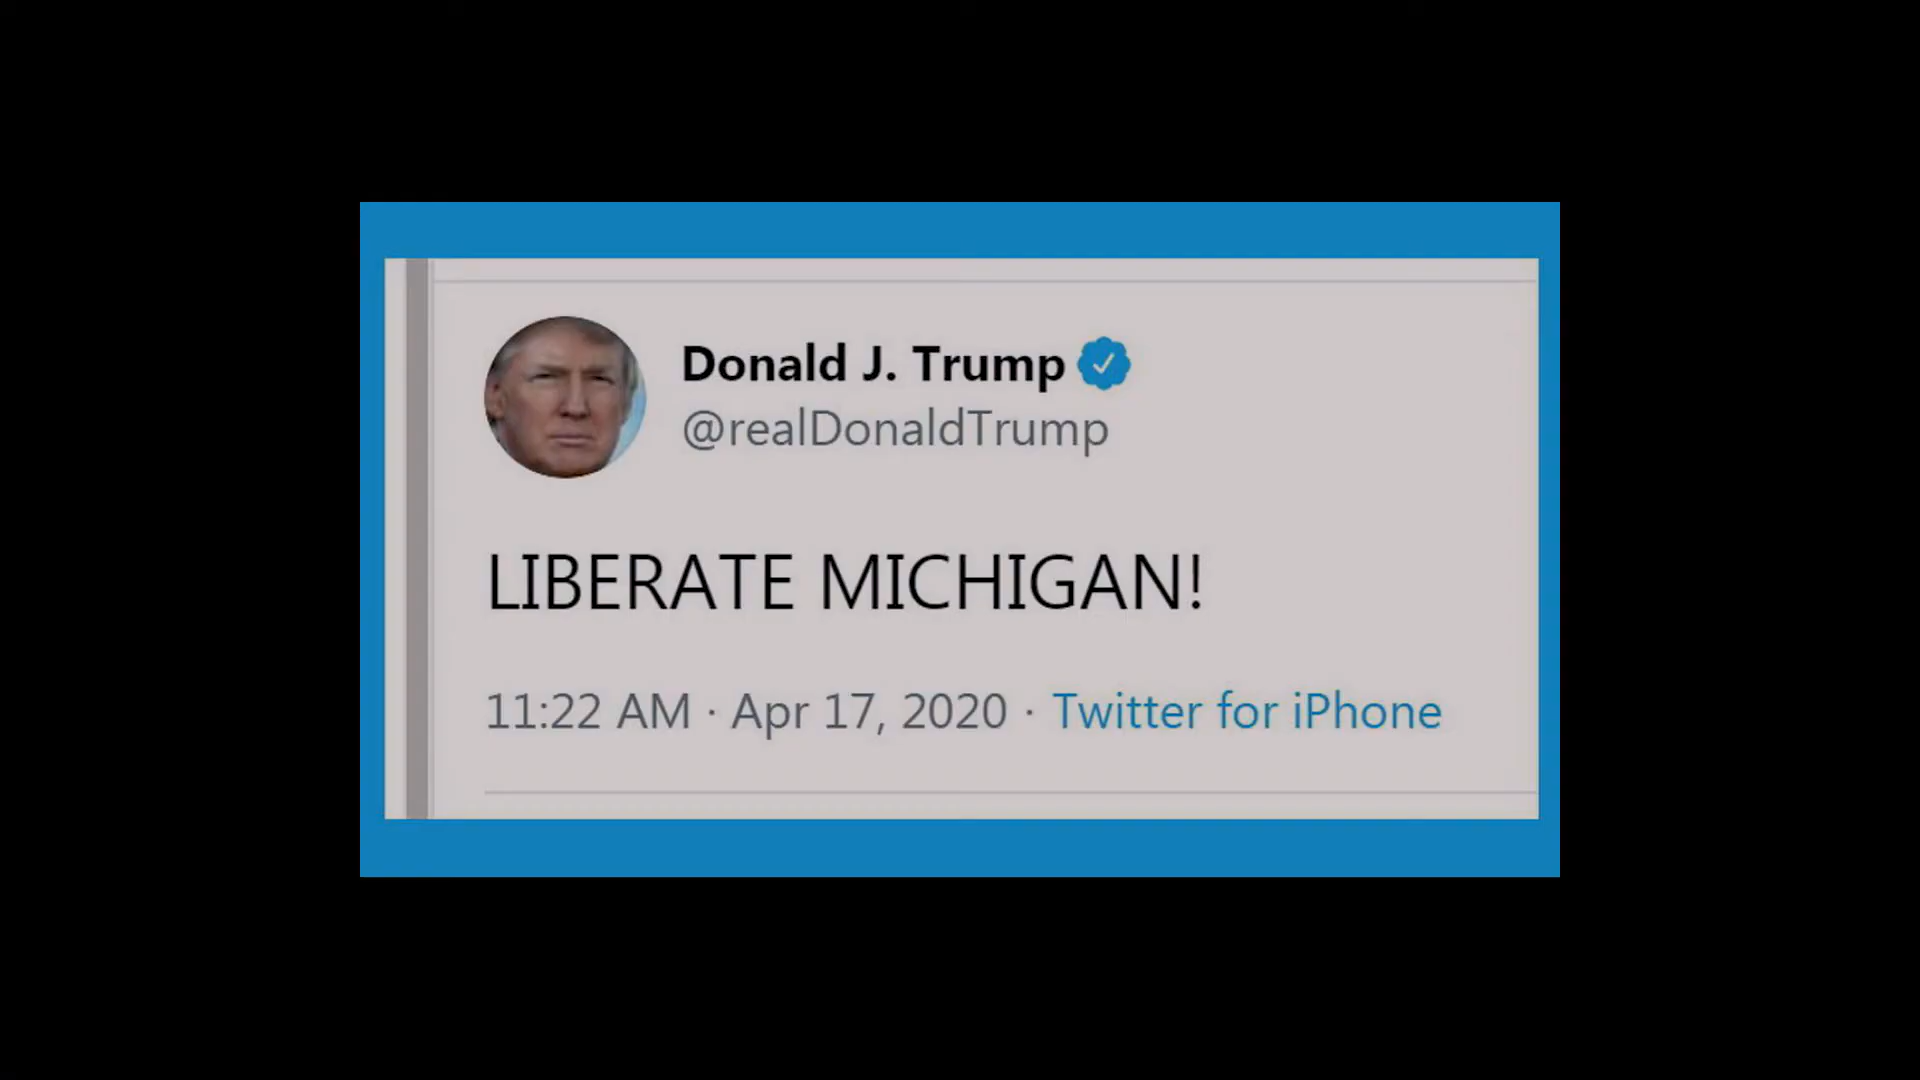 Donald J. Trump
@realDonaldTrump
LIBERATE MICHIGAN!
11:22 AM · Apr 17, 2020 · Twitter for iPhone